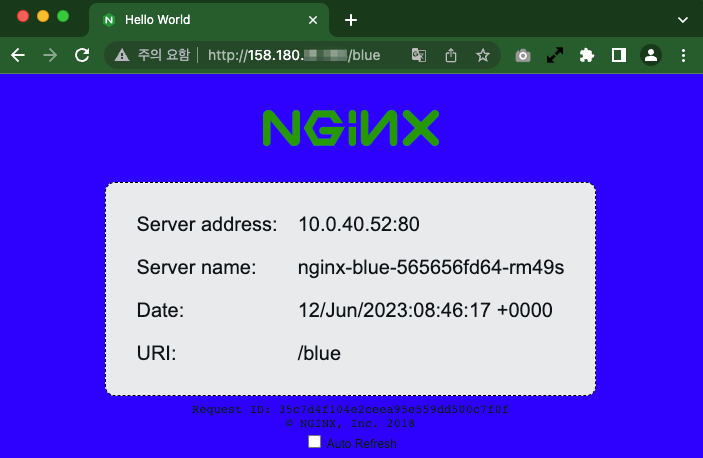 Hello World
주의 요함 http://158.180. /blue
NGINX
Server address: 10.0.40.52:80
Server name: nginx-blue-565656fd64-rm49s
Date: 12/Jun/2023:08:46:17 +0000
URI: /blue
Request ID:
© NGINX, Inc. 2018
Auto Refresh